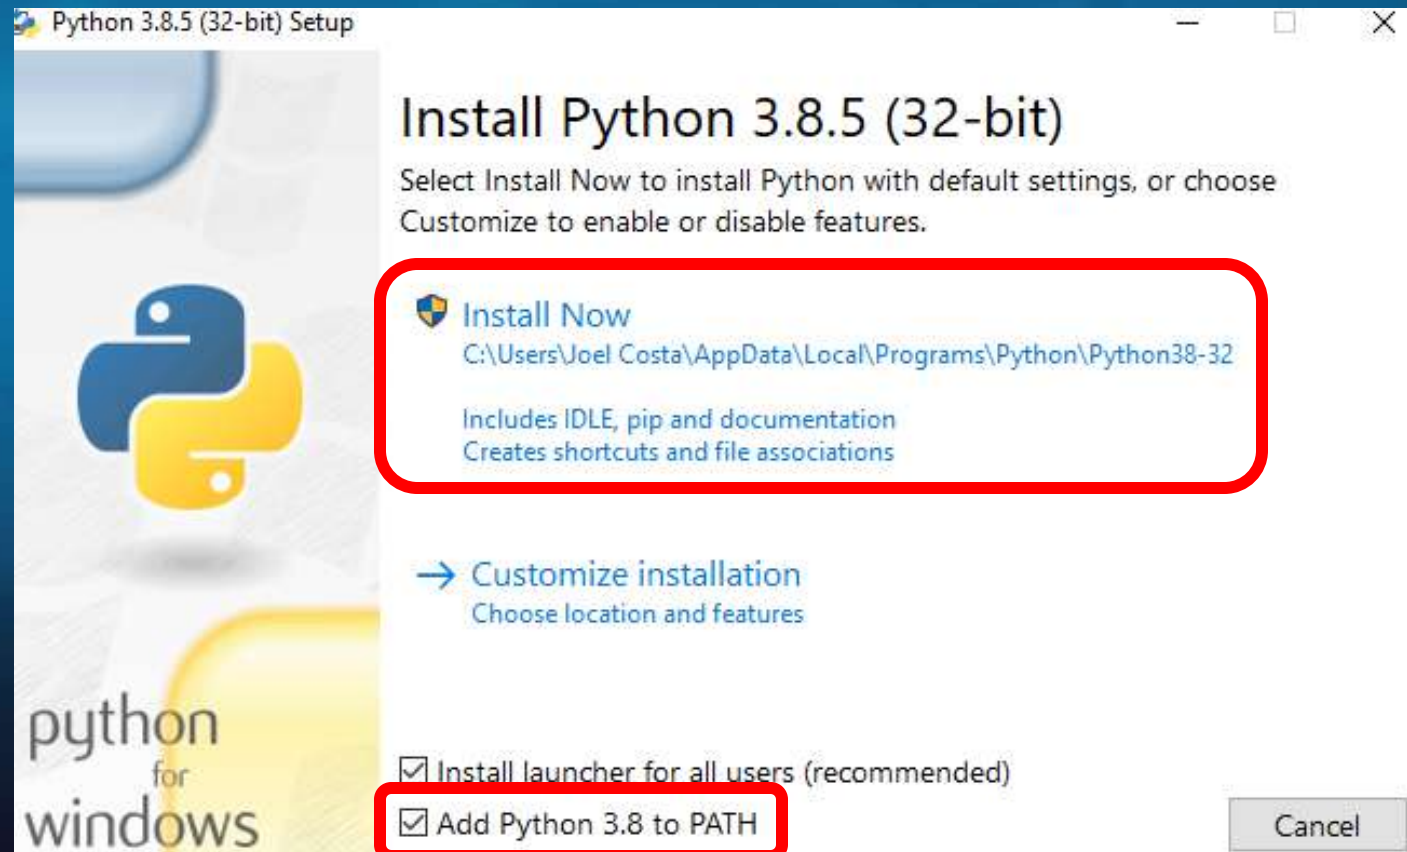 Python 3.8.5 (32-bit) Setup
Install Python 3.8.5 (32-bit)
Select Install Now to install Python with default settings, or choose
Customize to enable or disable features.
Install Now
C:\Users\Joel Costa\AppData\Local\Programs\Python\Python38-32
Includes IDLE, pip and documentation
Creates shortcuts and file associations
Customize installation
Choose location and features
python
for
windows
Install launcher for all users (recommended)
Add Python 3.8 to PATH
Cancel